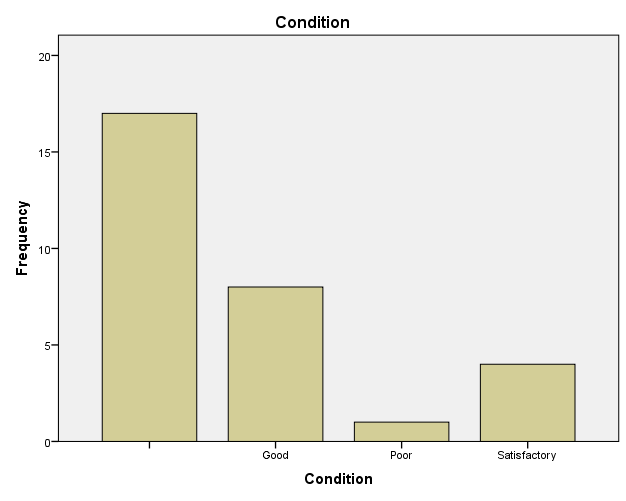 Condition
20
15
10
5
0
Frequency
Good Poor Satisfactory
Condition